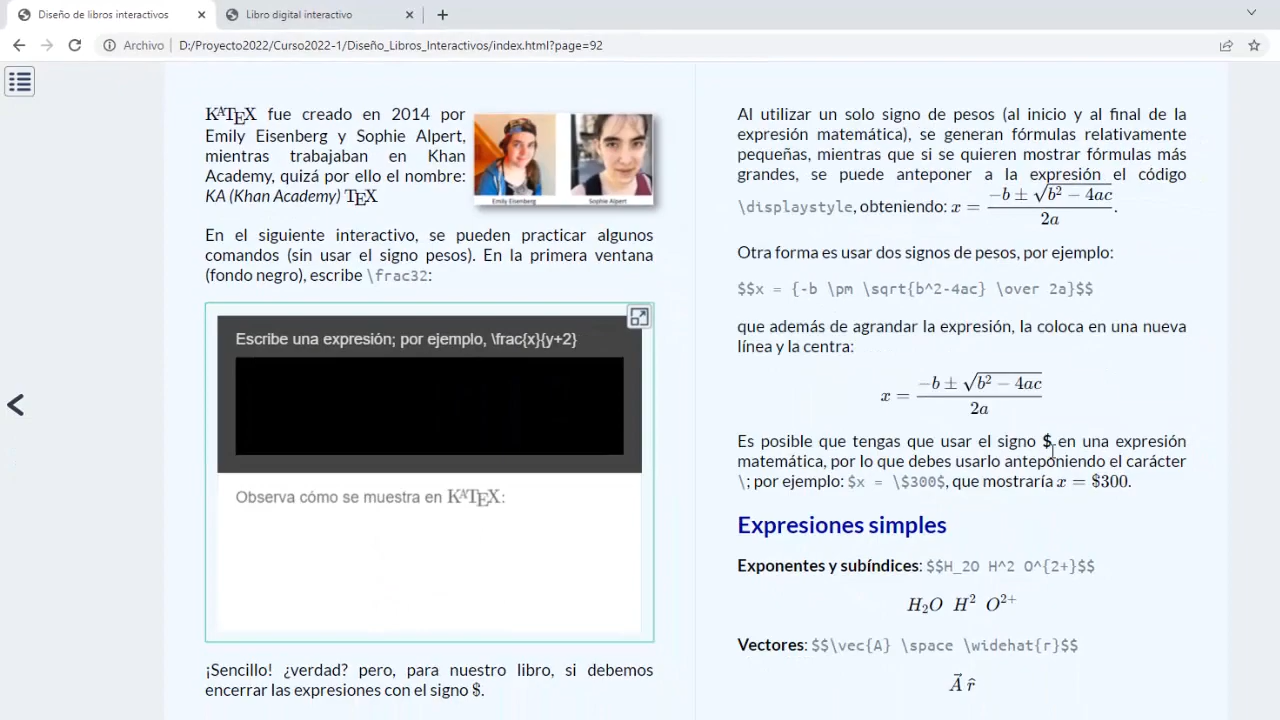 Diseño de libros interactivos
Libro digital interactivo
Archivo
D:/Proyecto2022/Curso2022-1/Diseño_Libros_Interactivos/index.html?page=92
KATEX fue creado en 2014 por
Emily Eisenberg y Sophie Alpert,
mientras trabajaban en Khan
Academy, quizá por ello el nombre:
KA (Khan Academy) TEX
Emily Eisenberg
Sophie Alpert
En el siguiente interactivo, se pueden practicar algunos
comandos (sin usar el signo pesos). En la primera ventana
(fondo negro), escribe \frac32:
Escribe una expresión; por ejemplo, \frac{x}{y+2}
Observa cómo se muestra en KATEX:
¡Sencillo! ¿verdad? pero, para nuestro libro, si debemos
encerrar las expresiones con el signo $.
Al utilizar un solo signo de pesos (al inicio y al final de la
expresión matemática), se generan fórmulas relativamente
pequeñas, mientras que si se quieren mostrar fórmulas más
grandes, se puede anteponer a la expresión el código
\displaystyle, obteniendo: x = −b ± √b² − 4ac / 2a.
Otra forma es usar dos signos de pesos, por ejemplo:
$$x = {-b \pm \sqrt{b^2-4ac} \over 2a}$$
que además de agrandar la expresión, la coloca en una nueva
línea y la centra:
x = −b ± √b² − 4ac / 2a
Es posible que tengas que usar el signo $ en una expresión
matemática, por lo que debes usarlo anteponiendo el carácter
\; por ejemplo: $x = \$300$, que mostraría x = $300.
Expresiones simples
Exponentes y subíndices: $$H_2O H^2 O^{2+}$$
H₂O H² O²⁺
Vectores: $$\vec{A} \space \widehat{r}$$
A⃗ r̂